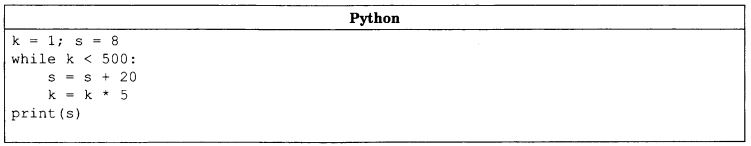 Python
k = 1; s = 8
while k < 500:
    s = s + 20
    k = k * 5
print(s)